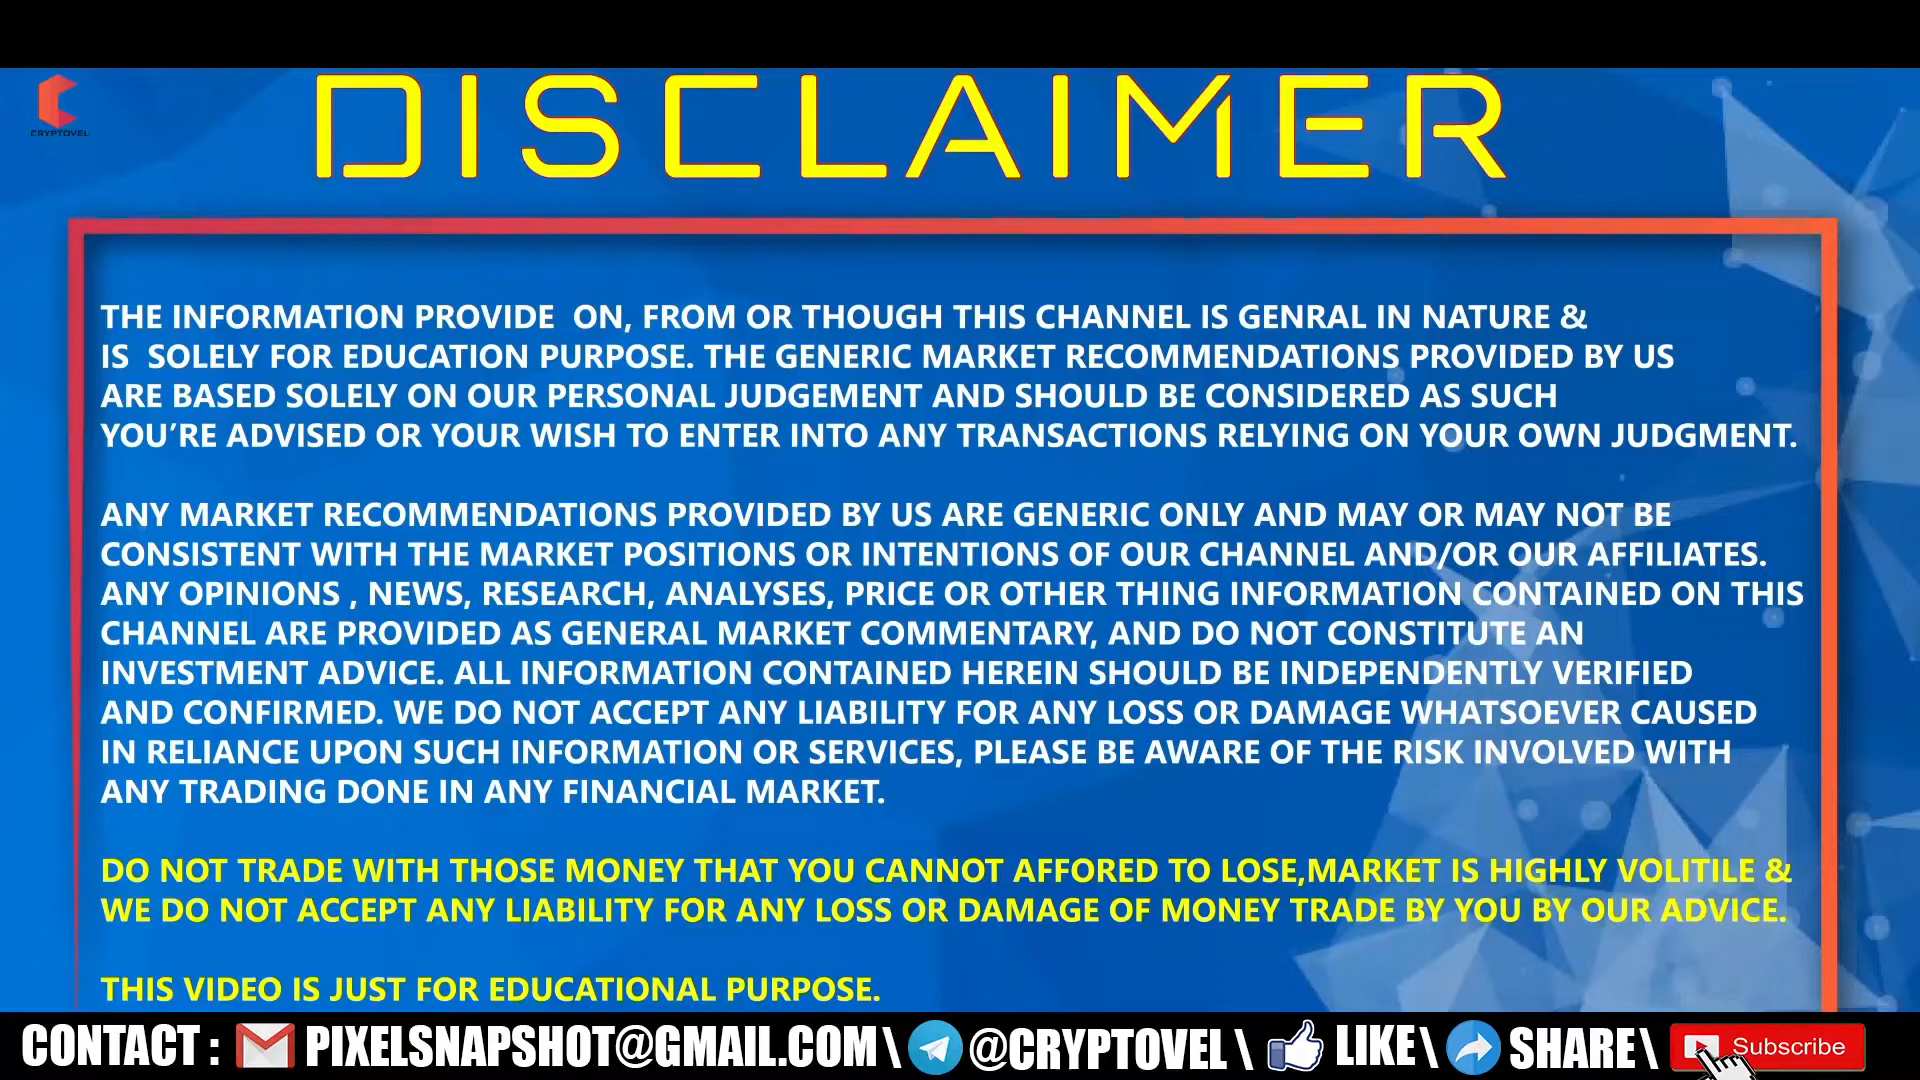 DISCLAIMER
CRYPTOVEL
THE INFORMATION PROVIDE  ON, FROM OR THOUGH THIS CHANNEL IS GENRAL IN NATURE &
IS  SOLELY FOR EDUCATION PURPOSE. THE GENERIC MARKET RECOMMENDATIONS PROVIDED BY US
ARE BASED SOLELY ON OUR PERSONAL JUDGEMENT AND SHOULD BE CONSIDERED AS SUCH
YOU’RE ADVISED OR YOUR WISH TO ENTER INTO ANY TRANSACTIONS RELYING ON YOUR OWN JUDGMENT.
ANY MARKET RECOMMENDATIONS PROVIDED BY US ARE GENERIC ONLY AND MAY OR MAY NOT BE
CONSISTENT WITH THE MARKET POSITIONS OR INTENTIONS OF OUR CHANNEL AND/OR OUR AFFILIATES.
ANY OPINIONS , NEWS, RESEARCH, ANALYSES, PRICE OR OTHER THING INFORMATION CONTAINED ON THIS
CHANNEL ARE PROVIDED AS GENERAL MARKET COMMENTARY, AND DO NOT CONSTITUTE AN
INVESTMENT ADVICE. ALL INFORMATION CONTAINED HEREIN SHOULD BE INDEPENDENTLY VERIFIED
AND CONFIRMED. WE DO NOT ACCEPT ANY LIABILITY FOR ANY LOSS OR DAMAGE WHATSOEVER CAUSED
IN RELIANCE UPON SUCH INFORMATION OR SERVICES, PLEASE BE AWARE OF THE RISK INVOLVED WITH
ANY TRADING DONE IN ANY FINANCIAL MARKET.
DO NOT TRADE WITH THOSE MONEY THAT YOU CANNOT AFFORED TO LOSE,MARKET IS HIGHLY VOLITILE &
WE DO NOT ACCEPT ANY LIABILITY FOR ANY LOSS OR DAMAGE OF MONEY TRADE BY YOU BY OUR ADVICE.
THIS VIDEO IS JUST FOR EDUCATIONAL PURPOSE.
CONTACT : PIXELSNAPSHOT@GMAIL.COM \ @CRYPTOVEL \ LIKE \ SHARE \ Subscribe